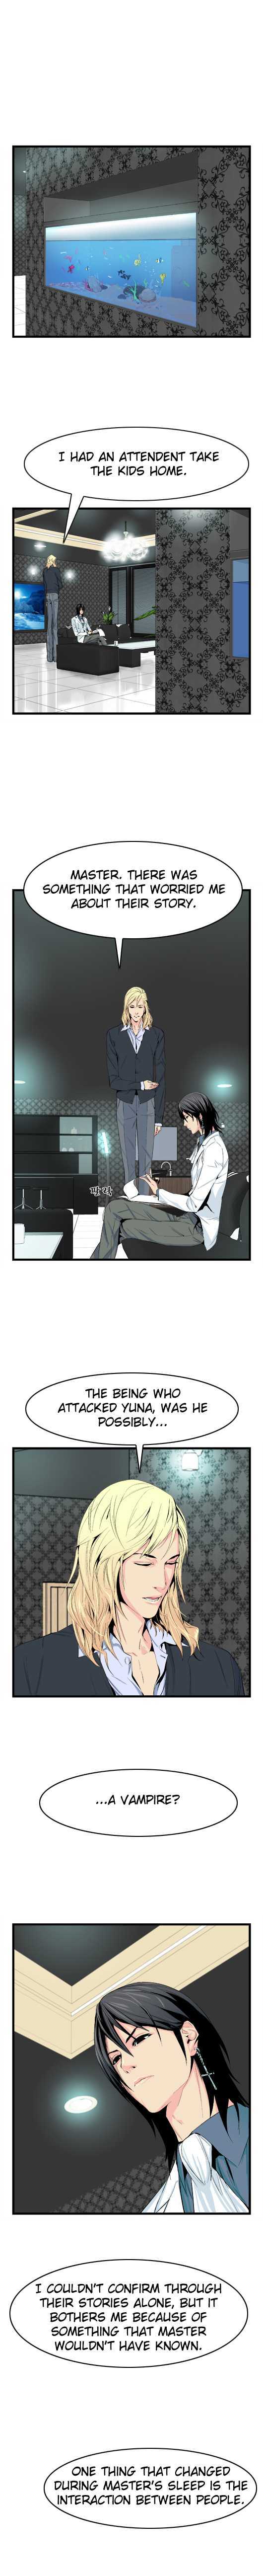 I HAD AN ATTENDENT TAKE
THE KIDS HOME.
MASTER. THERE WAS
SOMETHING THAT WORRIED ME
ABOUT THEIR STORY.
팔락
THE BEING WHO
ATTACKED YUNA, WAS HE
POSSIBLY...
...A VAMPIRE?
I COULDN'T CONFIRM THROUGH
THEIR STORIES ALONE, BUT IT
BOTHERS ME BECAUSE OF
SOMETHING THAT MASTER
WOULDN'T HAVE KNOWN.
ONE THING THAT CHANGED
DURING MASTER'S SLEEP IS THE
INTERACTION BETWEEN PEOPLE.